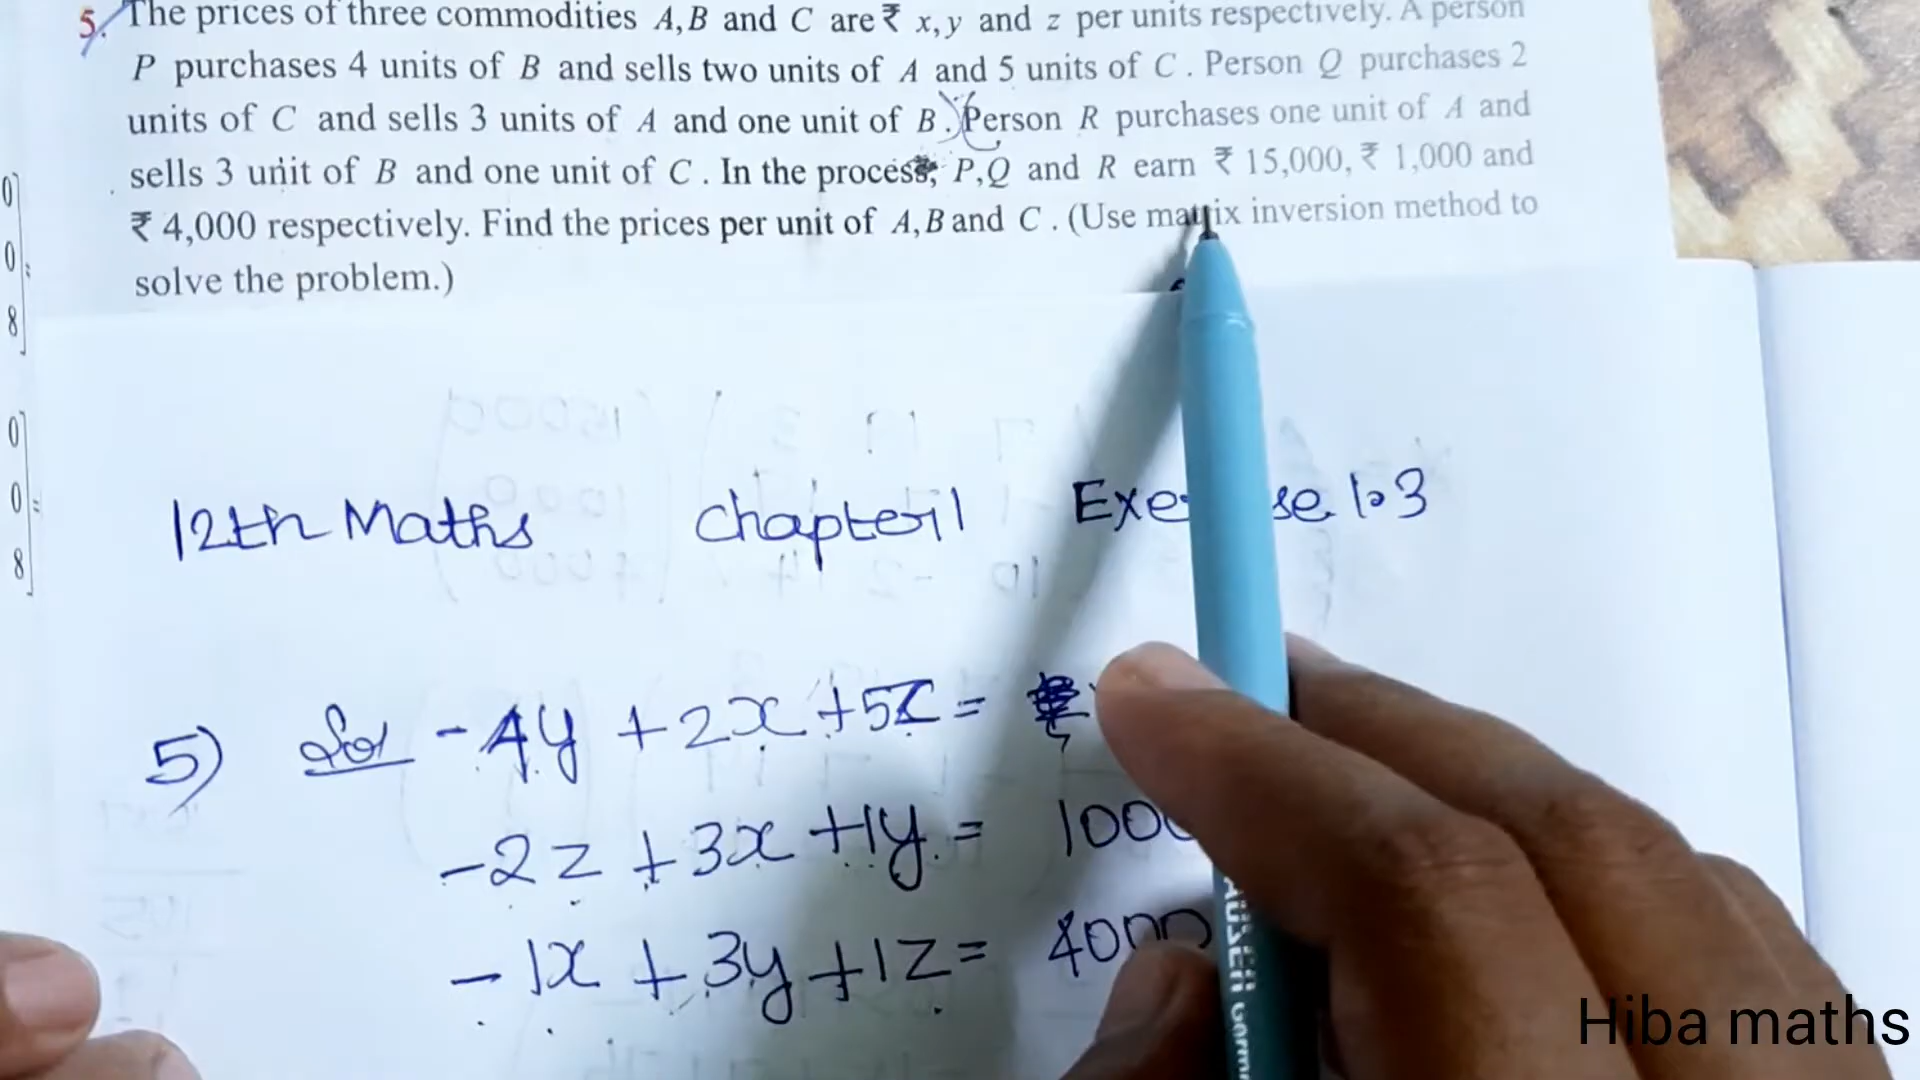 5. The prices of three commodities A, B and C are ₹ x, y and z per units respectively. A person
P purchases 4 units of B and sells two units of A and 5 units of C. Person Q purchases 2
units of C and sells 3 units of A and one unit of B. Person R purchases one unit of A and
sells 3 unit of B and one unit of C. In the process, P,Q and R earn ₹ 15,000, ₹ 1,000 and
₹ 4,000 respectively. Find the prices per unit of A, B and C. (Use matrix inversion method to
solve the problem.)
12th Maths Chapter 1 1.3
5) Sol -4y + 2x + 5z =
-2z + 3x + 1y =
-1x + 3y + 1z =
Hiba maths